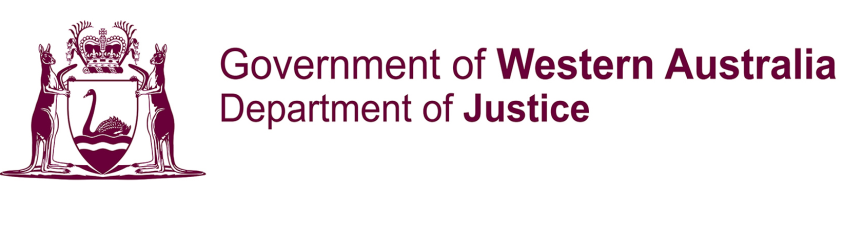 Government of Western Australia
Department of Justice